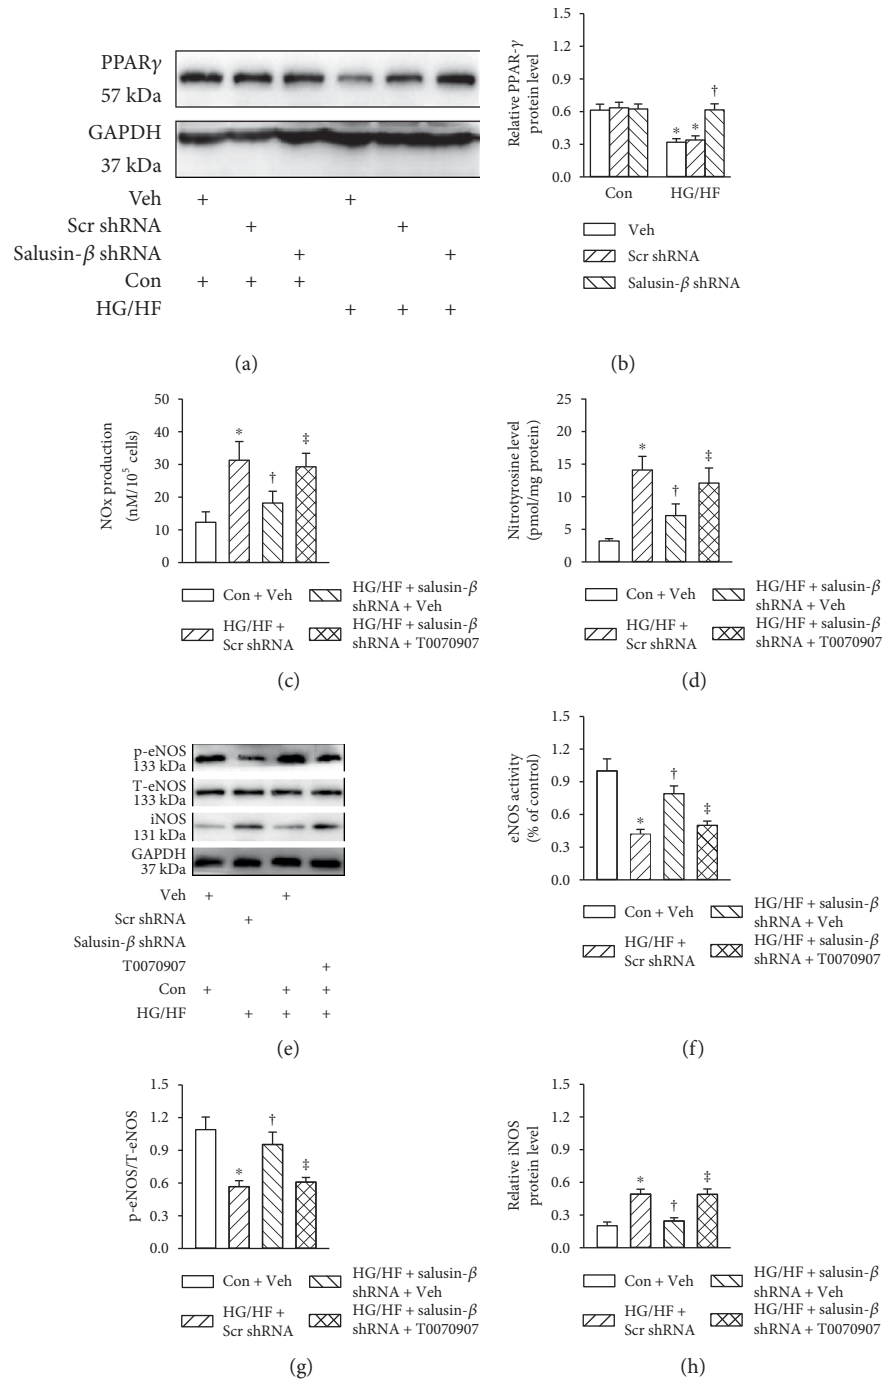 PPARγ
57 kDa
GAPDH
37 kDa
Veh + +
Scr shRNA + +
Salusin-β shRNA + +
Con + + +
HG/HF + + +
(a)
Relative PPAR-γ
protein level
1.5
1.2
0.9
0.6
0.3
0.0
* * †
Con HG/HF
Veh
Scr shRNA
Salusin-β shRNA
(b)
NOx production
(nM/10⁵ cells)
50
40
30
20
10
0
* † ‡
Con + Veh
HG/HF +
Scr shRNA
HG/HF + salusin-β
shRNA + Veh
HG/HF + salusin-β
shRNA + T0070907
(c)
Nitrotyrosine level
(pmol/mg protein)
25
20
15
10
5
0
* † ‡
Con + Veh
HG/HF +
Scr shRNA
HG/HF + salusin-β
shRNA + Veh
HG/HF + salusin-β
shRNA + T0070907
(d)
p-eNOS
133 kDa
T-eNOS
133 kDa
iNOS
131 kDa
GAPDH
37 kDa
Veh + +
Scr shRNA +
Salusin-β shRNA
T0070907 +
Con + + +
HG/HF + + +
(e)
eNOS activity
(% of control)
1.5
1.2
0.9
0.6
0.3
0.0
* † ‡
Con + Veh
HG/HF +
Scr shRNA
HG/HF + salusin-β
shRNA + Veh
HG/HF + salusin-β
shRNA + T0070907
(f)
p-eNOS/T-eNOS
1.5
1.2
0.9
0.6
0.3
0.0
* † ‡
Con + Veh
HG/HF +
Scr shRNA
HG/HF + salusin-β
shRNA + Veh
HG/HF + salusin-β
shRNA + T0070907
(g)
Relative iNOS
protein level
1.5
1.2
0.9
0.6
0.3
0.0
* † ‡
Con + Veh
HG/HF +
Scr shRNA
HG/HF + salusin-β
shRNA + Veh
HG/HF + salusin-β
shRNA + T0070907
(h)